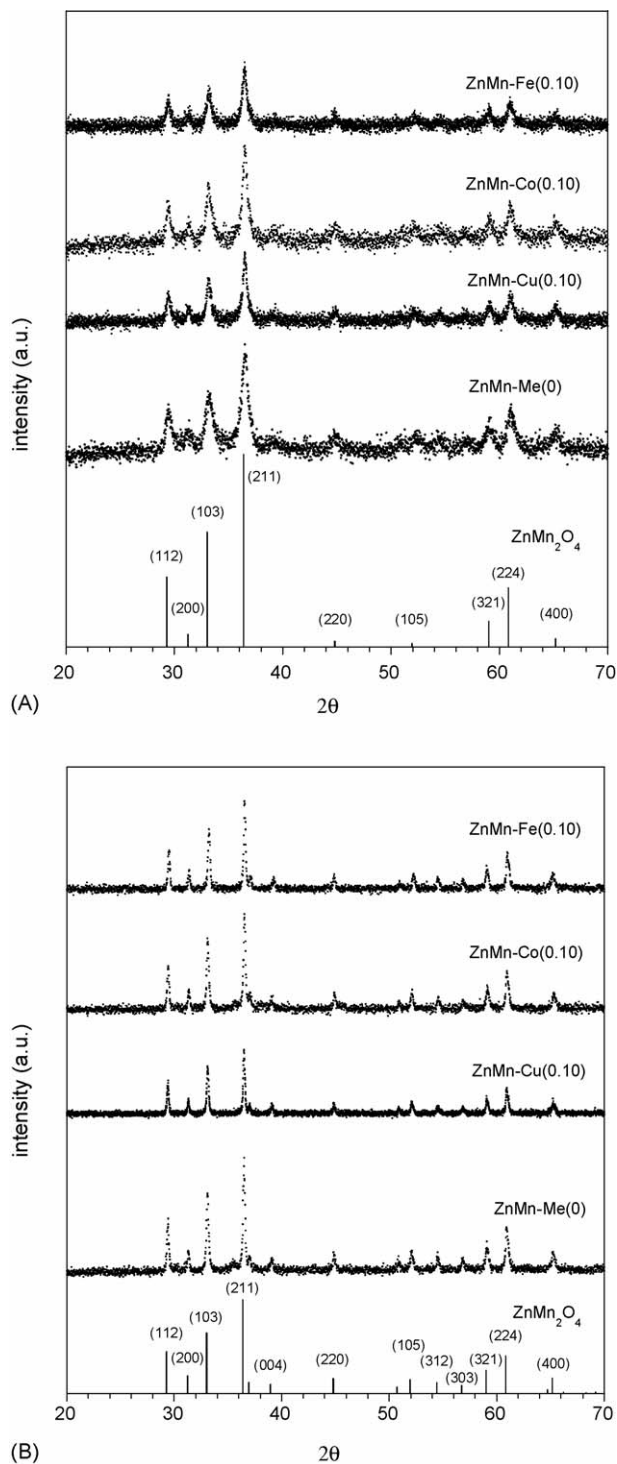 ZnMn-Fe(0.10)
ZnMn-Co(0.10)
ZnMn-Cu(0.10)
ZnMn-Me(0)
intensity (a.u.)
(211)
(103)
ZnMn₂O₄
(112)
(224)
(200)
(321)
(220)
(105)
(400)
20 30 40 50 60 70
(A)
2θ
ZnMn-Fe(0.10)
ZnMn-Co(0.10)
intensity (a.u.)
ZnMn-Cu(0.10)
ZnMn-Me(0)
(211)
ZnMn₂O₄
(103)
(112)
(224)
(105)
(200)
(004)
(220)
(312)
(321)
(400)
(303)
20 30 40 50 60 70
(B)
2θ